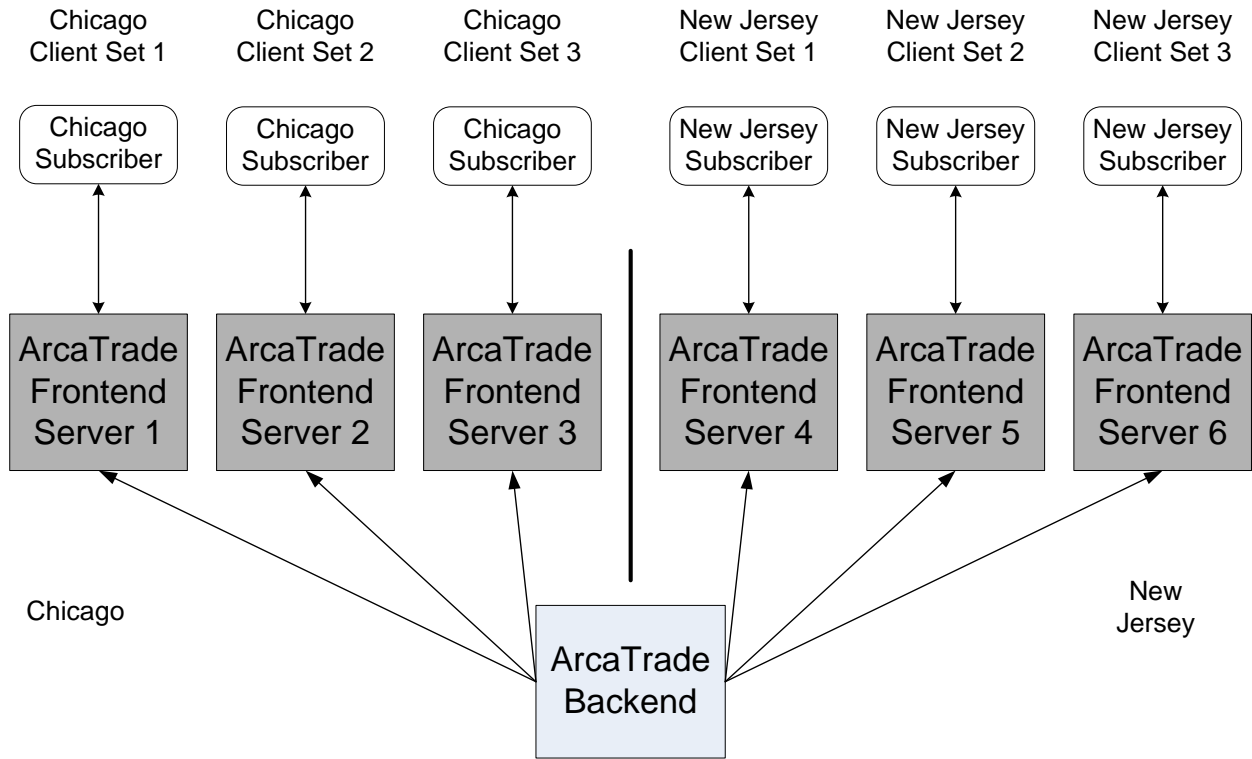 Chicago
Client Set 1
Chicago
Client Set 2
Chicago
Client Set 3
New Jersey
Client Set 1
New Jersey
Client Set 2
New Jersey
Client Set 3
Chicago
Subscriber
Chicago
Subscriber
Chicago
Subscriber
New Jersey
Subscriber
New Jersey
Subscriber
New Jersey
Subscriber
ArcaTrade
Frontend
Server 1
ArcaTrade
Frontend
Server 2
ArcaTrade
Frontend
Server 3
ArcaTrade
Frontend
Server 4
ArcaTrade
Frontend
Server 5
ArcaTrade
Frontend
Server 6
Chicago
New
Jersey
ArcaTrade
Backend